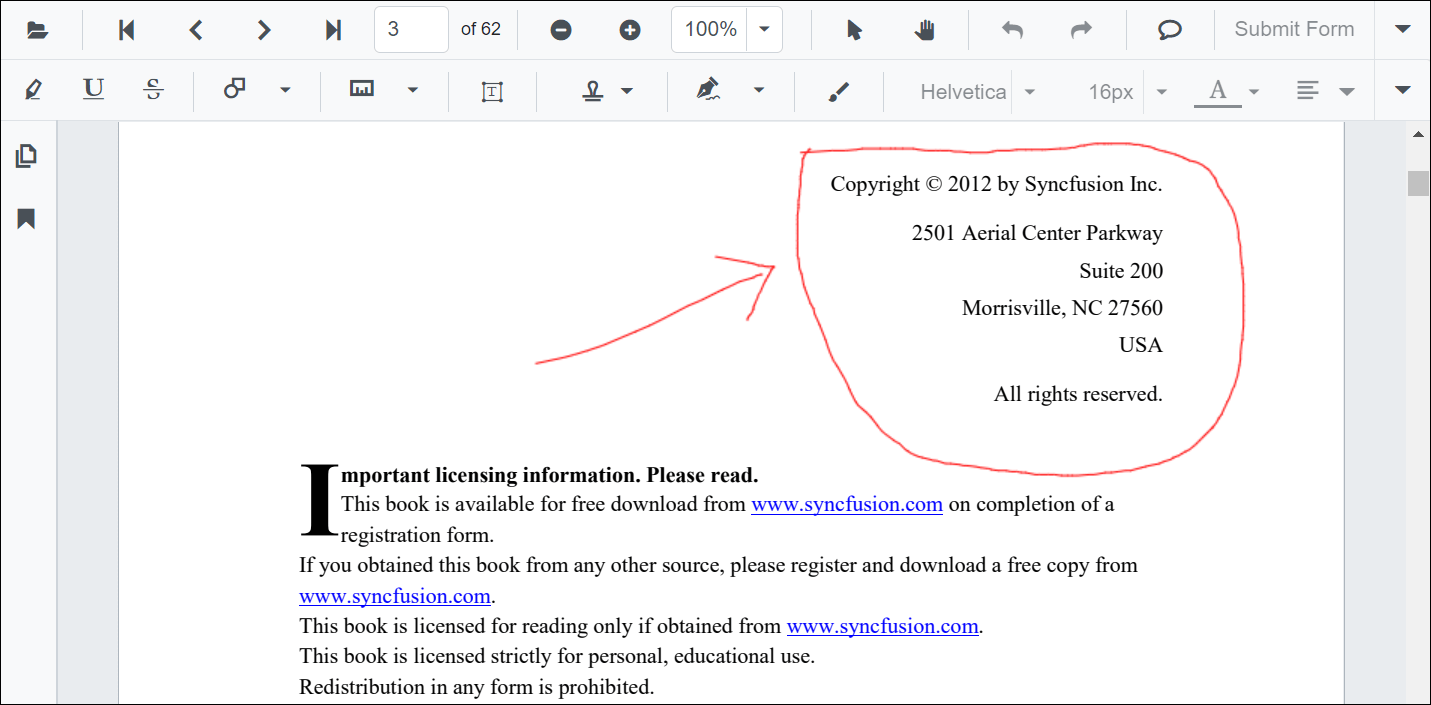 3 of 62 100% Submit Form
U S T Helvetica 16px A
Copyright © 2012 by Syncfusion Inc.
2501 Aerial Center Parkway
Suite 200
Morrisville, NC 27560
USA
All rights reserved.
Important licensing information. Please read.
This book is available for free download from www.syncfusion.com on completion of a
registration form.
If you obtained this book from any other source, please register and download a free copy from
www.syncfusion.com.
This book is licensed for reading only if obtained from www.syncfusion.com.
This book is licensed strictly for personal, educational use.
Redistribution in any form is prohibited.